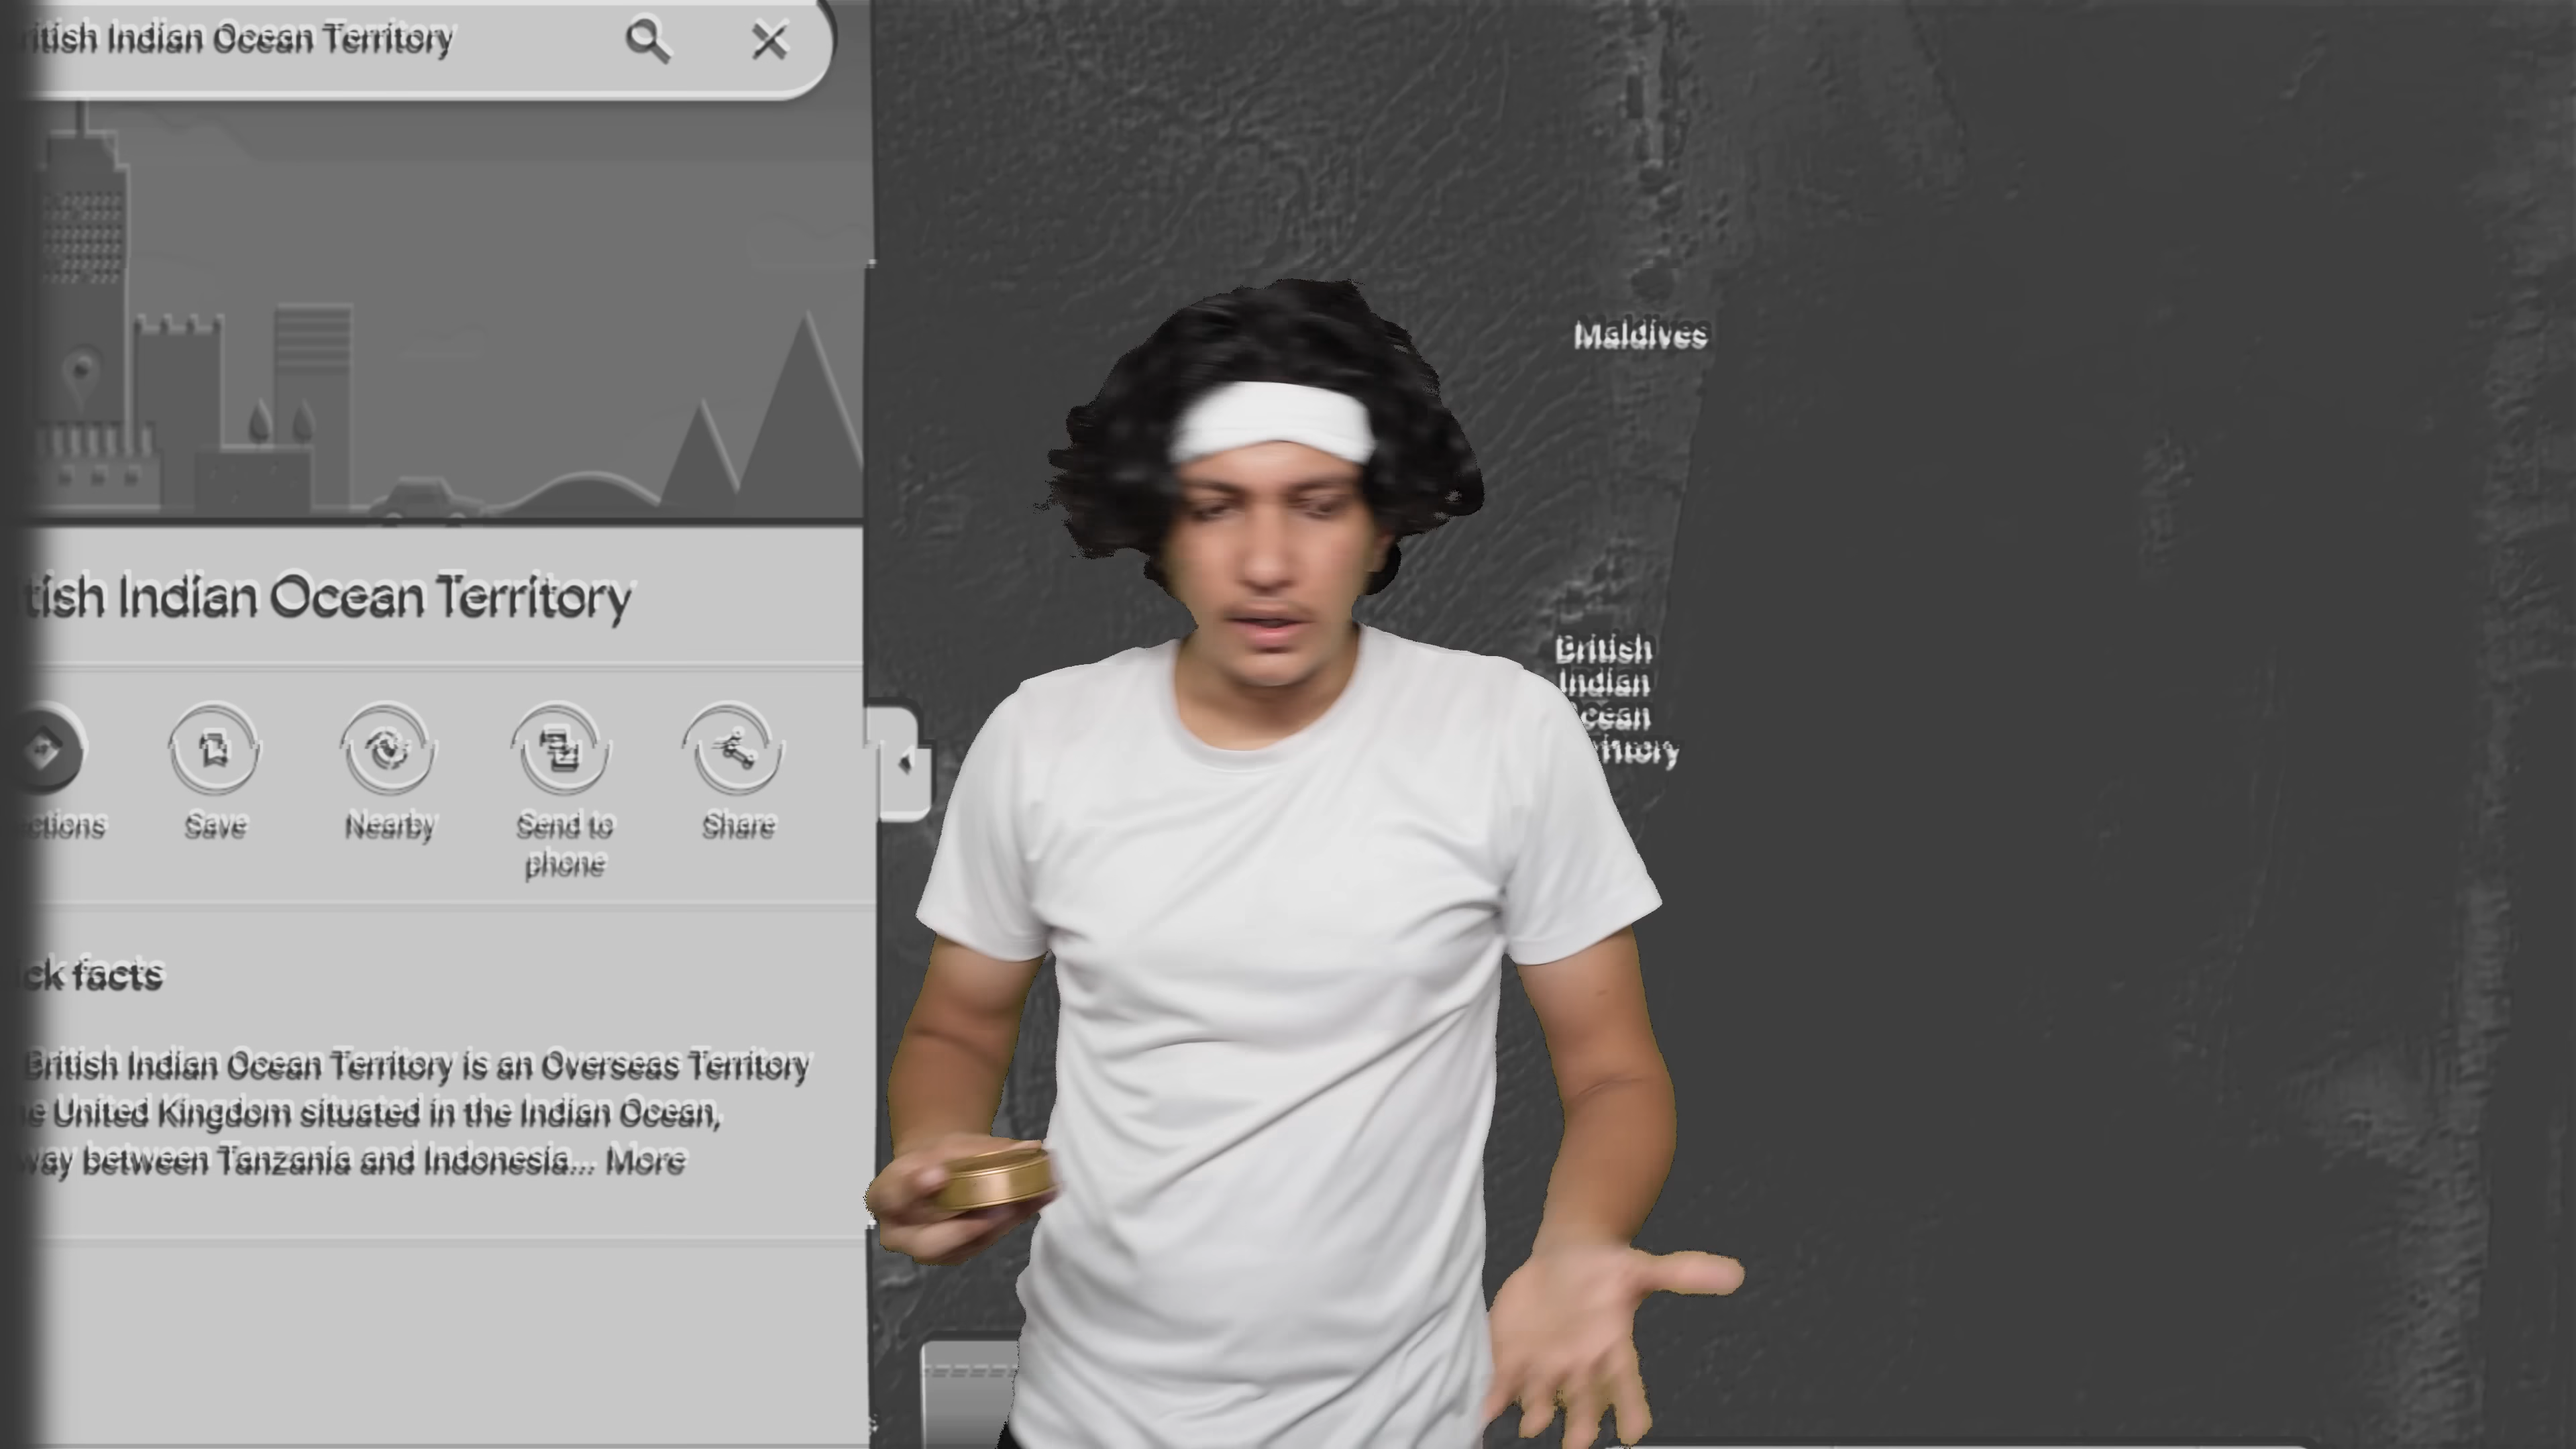 itish Indian Ocean Territory
tish Indian Ocean Territory
ctions
Save
Nearby
Send to
phone
Share
ick facts
British Indian Ocean Territory is an Overseas Territory
e United Kingdom situated in the Indian Ocean,
way between Tanzania and Indonesia... More
Maldives
British
Indian
Ocean
rritory